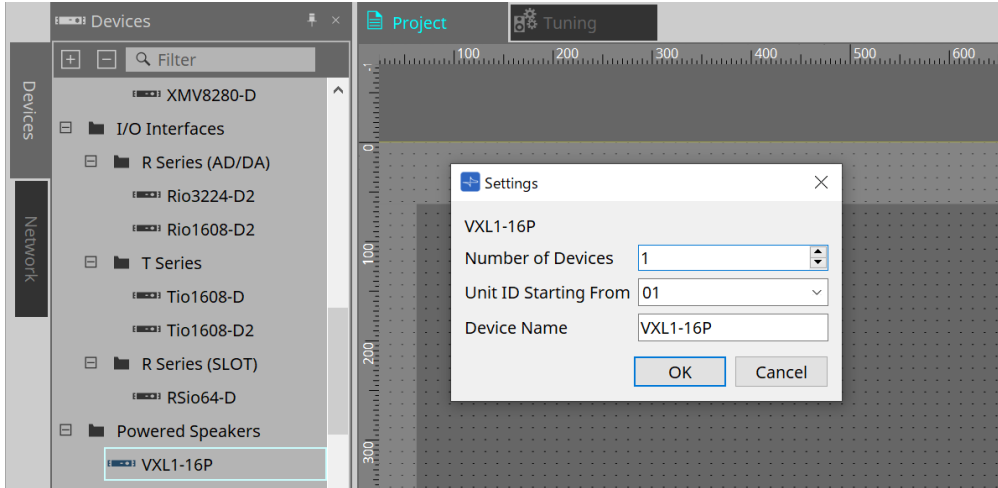 Devices
Filter
Devices
Network
XMV8280-D
I/O Interfaces
R Series (AD/DA)
Rio3224-D2
Rio1608-D2
T Series
Tio1608-D
Tio1608-D2
R Series (SLOT)
RSio64-D
Powered Speakers
VXL1-16P
Project
Tuning
100
200
300
400
500
600
0
100
200
300
Settings
VXL1-16P
Number of Devices 1
Unit ID Starting From 01
Device Name VXL1-16P
OK Cancel